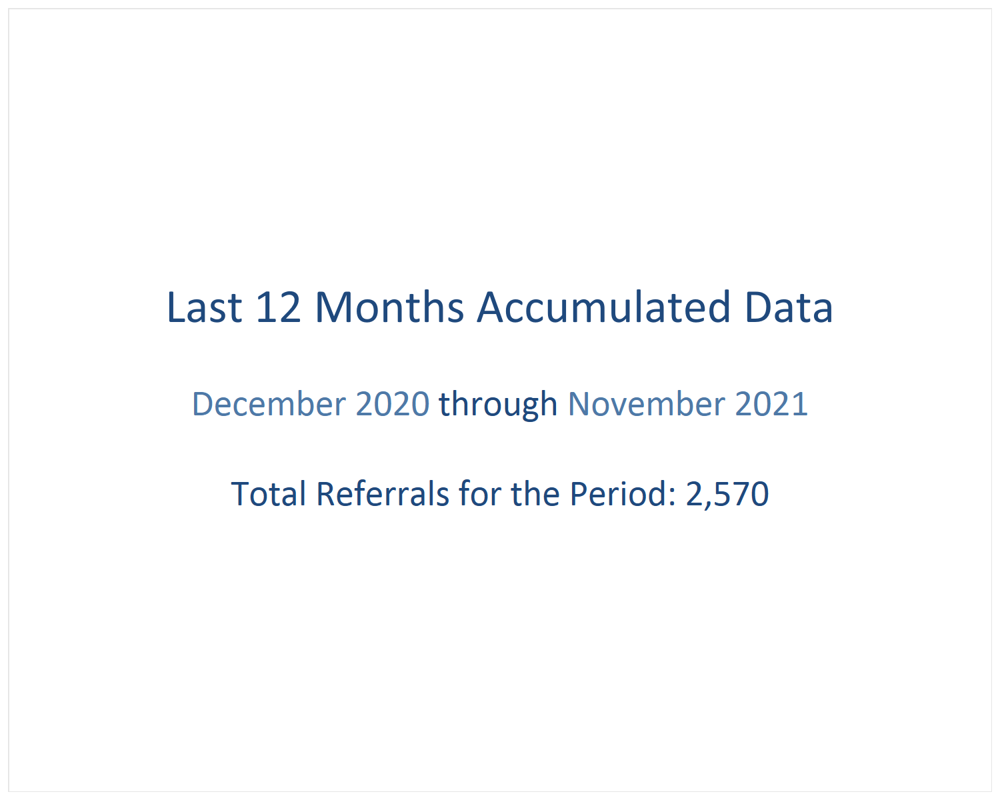 Last 12 Months Accumulated Data
December 2020 through November 2021
Total Referrals for the Period: 2,570